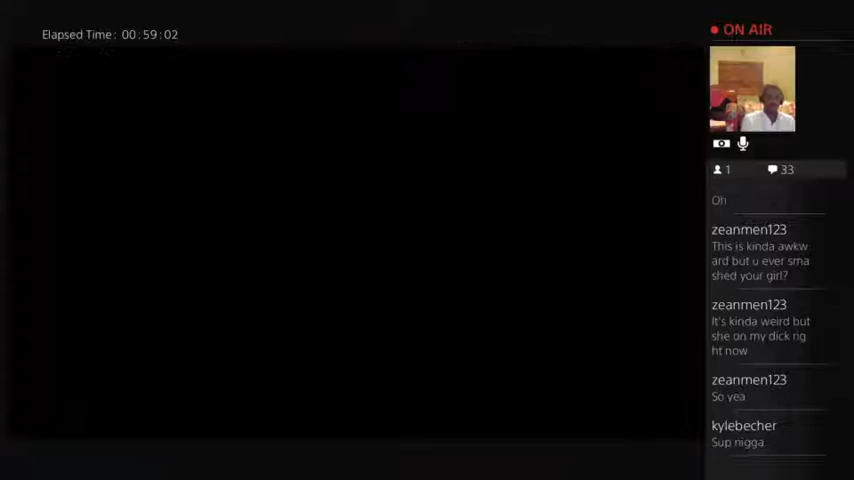 Elapsed Time: 00:59:02
ON AIR
1 33
Oh
zeanmen123
This is kinda awkw
ard but u ever sma
shed your girl?
zeanmen123
It's kinda weird but
she on my dick rig
ht now
zeanmen123
So yea
kylebecher
Sup nigga